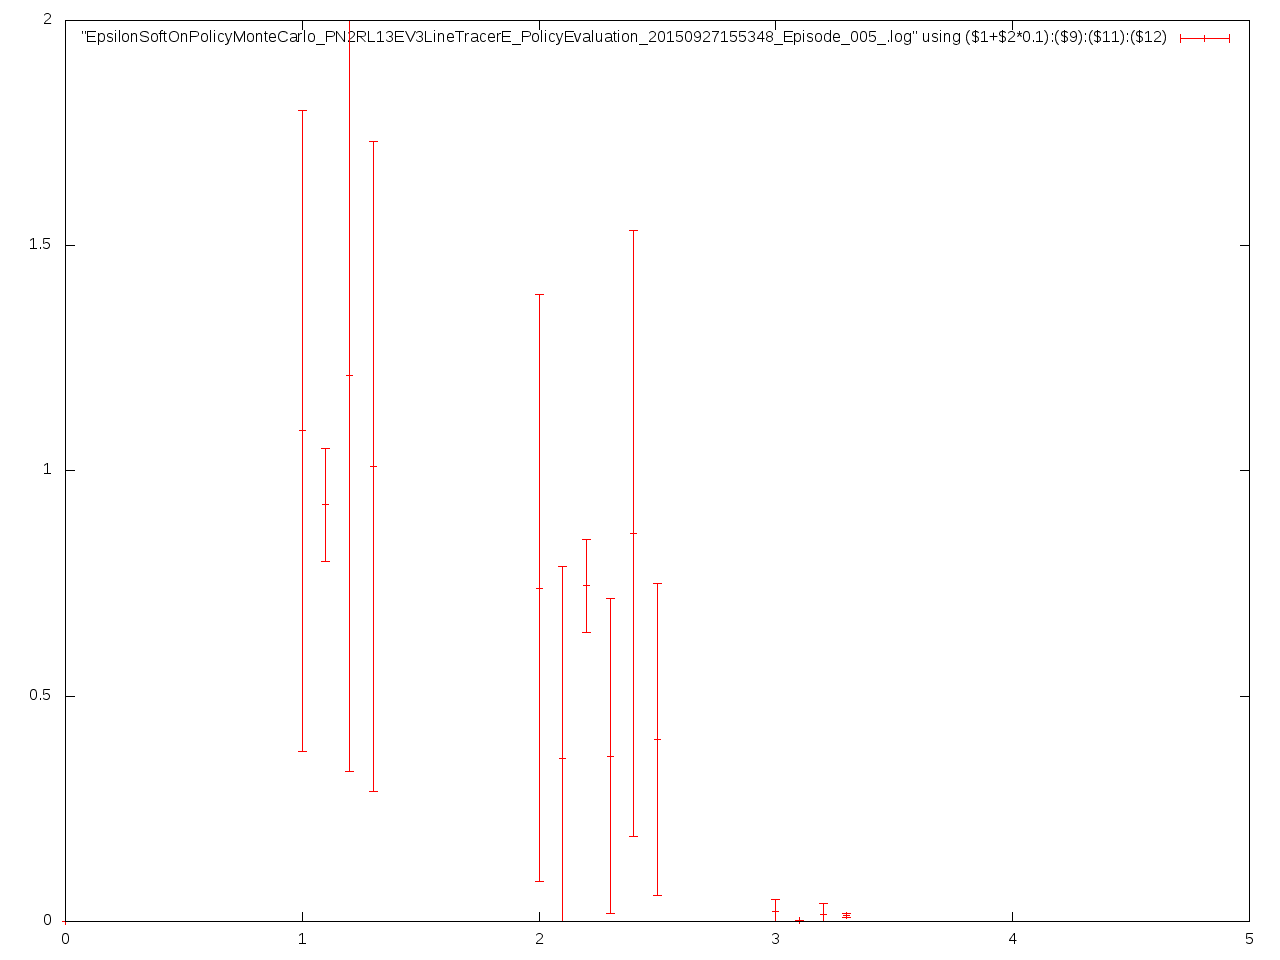 2
"EpsilonSoftOnPolicyMonteCarlo_PN2RL13EV3LineTracerE_PolicyEvaluation_20150927155348_Episode_005_.log" using ($1+$2*0.1):($9):($11):($12)
1.5
1
0.5
0
0 1 2 3 4 5